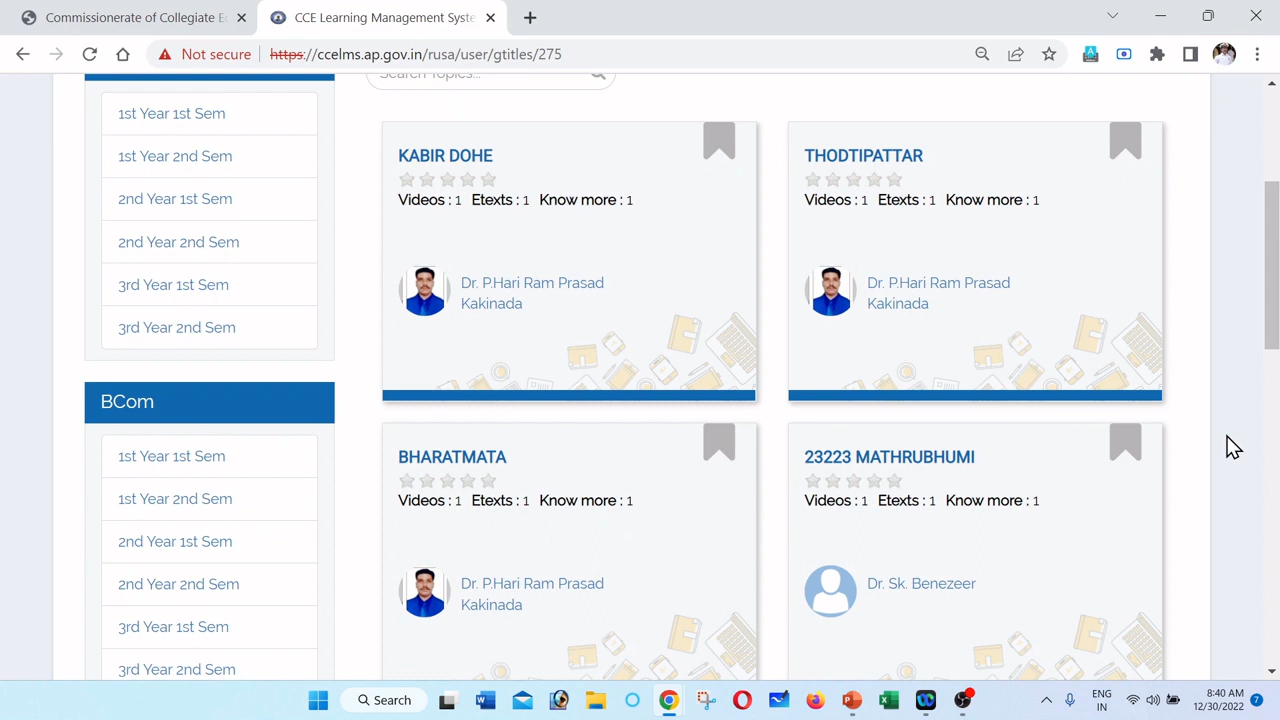 Commissionerate of Collegiate E
CCE Learning Management Syste
Not secure
https://ccelms.ap.gov.in/rusa/user/gtitles/275
Search Topics...
1st Year 1st Sem
1st Year 2nd Sem
2nd Year 1st Sem
2nd Year 2nd Sem
3rd Year 1st Sem
3rd Year 2nd Sem
BCom
1st Year 1st Sem
1st Year 2nd Sem
2nd Year 1st Sem
2nd Year 2nd Sem
3rd Year 1st Sem
3rd Year 2nd Sem
KABIR DOHE
Videos : 1 Etexts : 1 Know more : 1
Dr. P.Hari Ram Prasad
Kakinada
THODTIPATTAR
Videos : 1 Etexts : 1 Know more : 1
Dr. P.Hari Ram Prasad
Kakinada
BHARATMATA
Videos : 1 Etexts : 1 Know more : 1
Dr. P.Hari Ram Prasad
Kakinada
23223 MATHRUBHUMI
Videos : 1 Etexts : 1 Know more : 1
Dr. Sk. Benezeer
Search
ENG
IN
8:40 AM
12/30/2022
7